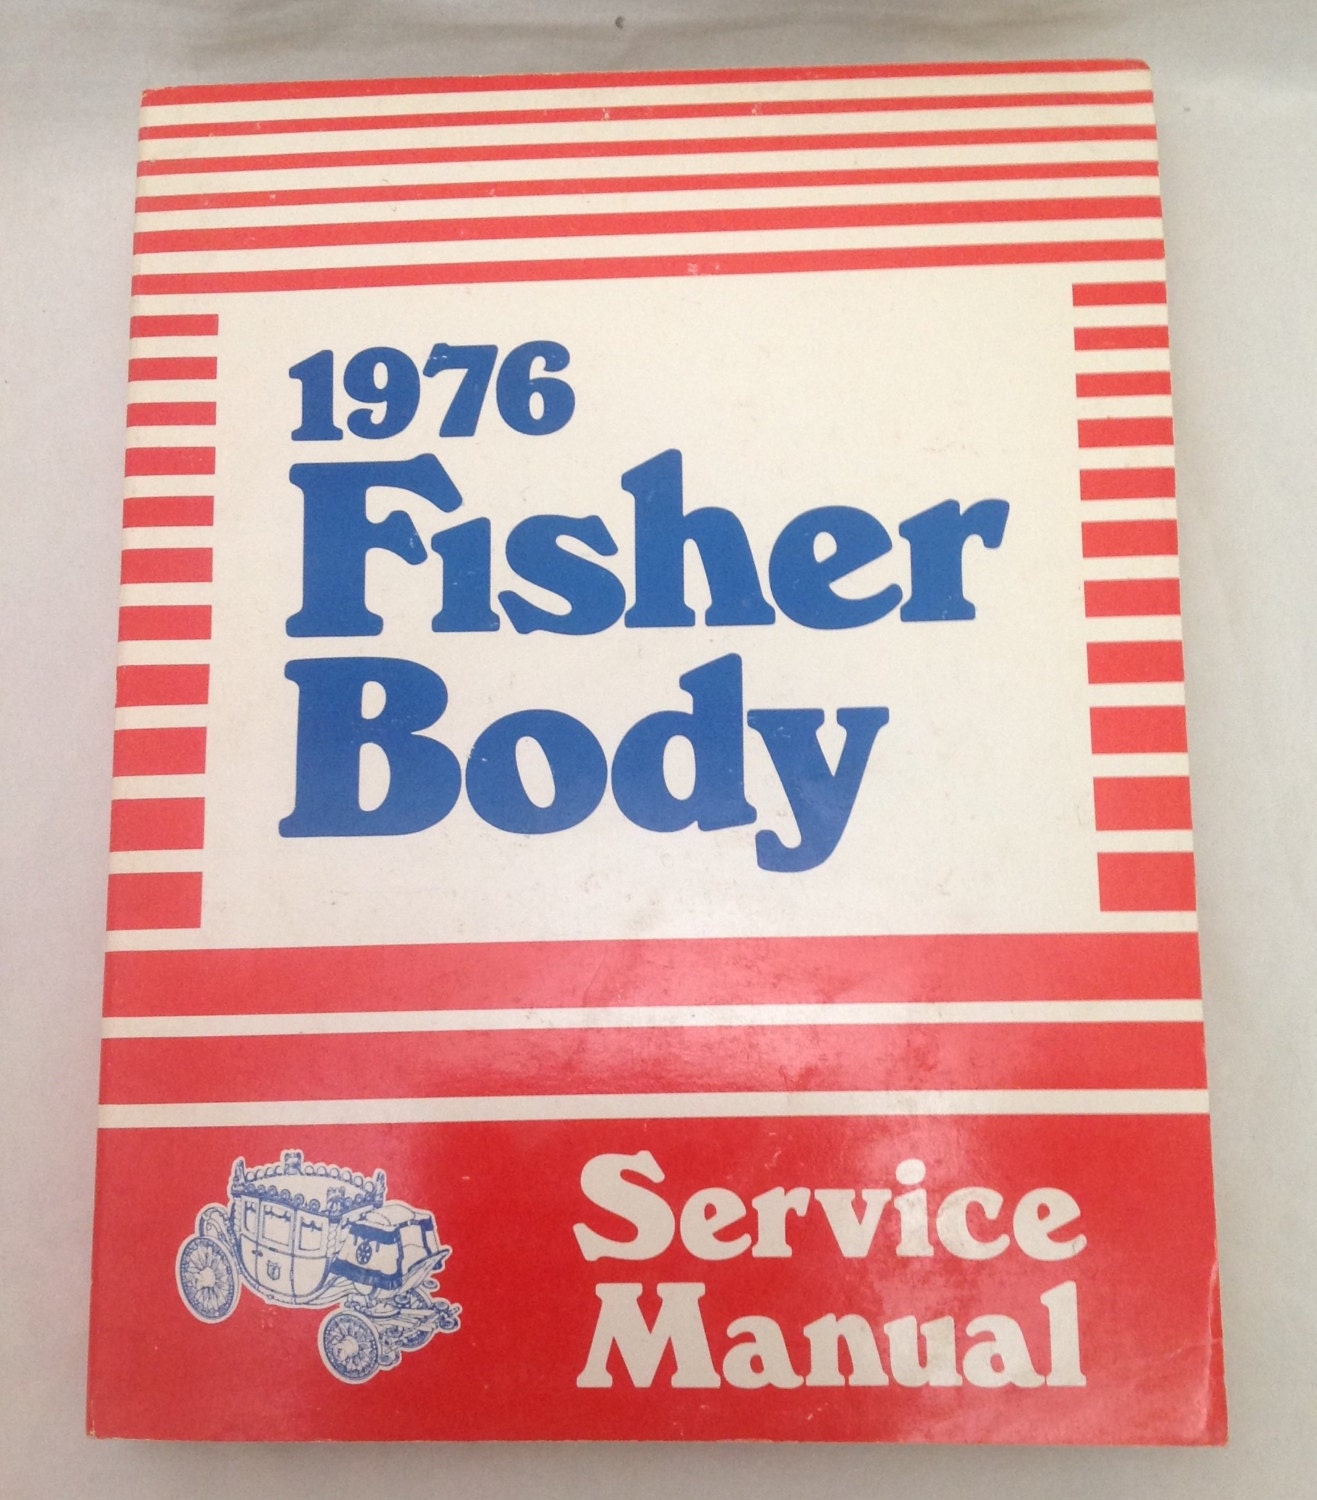 1976
Fisher
Body
Service
Manual